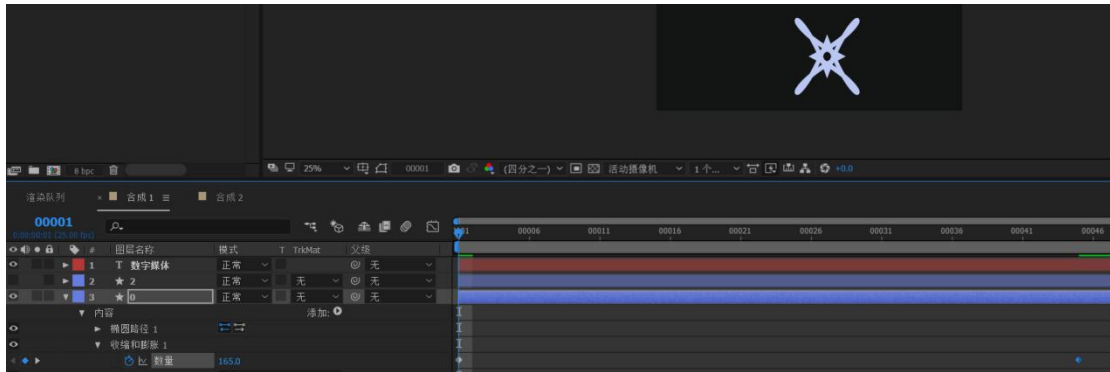 8 bpc
25%
00001
(四分之一)
活动摄像机
1个...
+0.0
渲染队列
× 合成 1
合成 2
00001
0:00:00:01 (25.00 fps)
00006
00011
00016
00021
00026
00031
00036
00041
00046
# 图层名称 模式 T TrkMat 父级
1 T 数字媒体 正常 无
2 2 正常 无 无
3 0 正常 无 无
内容 添加:
椭圆路径 1
收缩和膨胀 1
数量 165.0